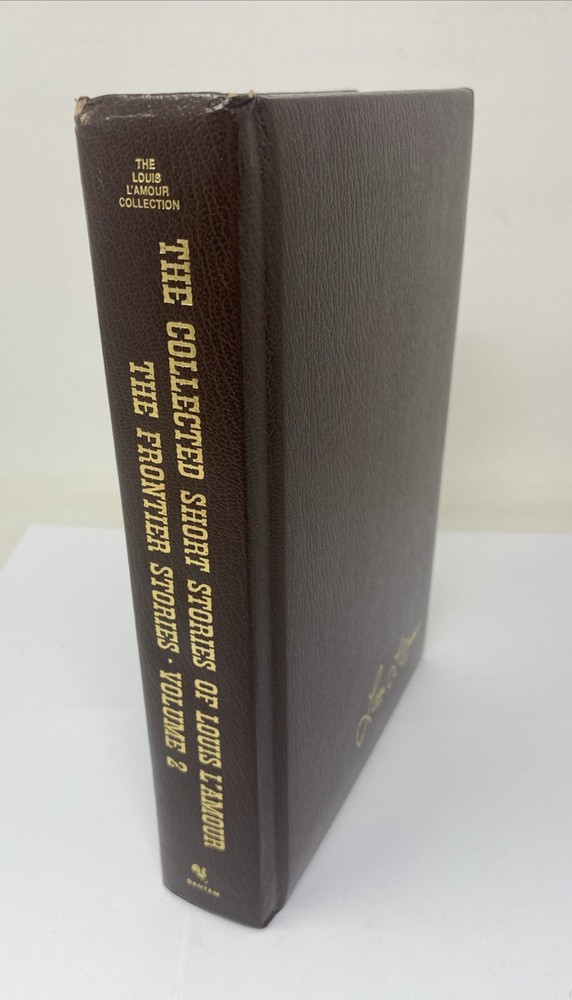 THE
LOUIS
L'AMOUR
COLLECTION
THE COLLECTED SHORT STORIES OF LOUIS L'AMOUR
THE FRONTIER STORIES · VOLUME 2
BANTAM